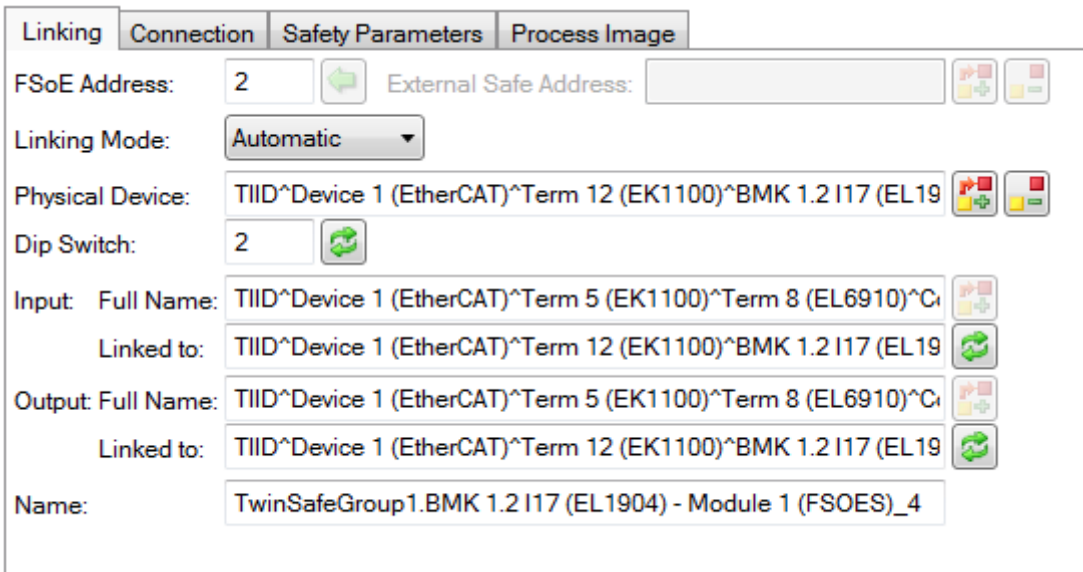 Linking Connection Safety Parameters Process Image
FSoE Address: 2 External Safe Address:
Linking Mode: Automatic
Physical Device: TIID^Device 1 (EtherCAT)^Term 12 (EK1100)^BMK 1.2 I17 (EL19
Dip Switch: 2
Input: Full Name: TIID^Device 1 (EtherCAT)^Term 5 (EK1100)^Term 8 (EL6910)^Co
Linked to: TIID^Device 1 (EtherCAT)^Term 12 (EK1100)^BMK 1.2 I17 (EL19
Output: Full Name: TIID^Device 1 (EtherCAT)^Term 5 (EK1100)^Term 8 (EL6910)^Co
Linked to: TIID^Device 1 (EtherCAT)^Term 12 (EK1100)^BMK 1.2 I17 (EL19
Name: TwinSafeGroup1.BMK 1.2 I17 (EL1904) - Module 1 (FSOES)_4